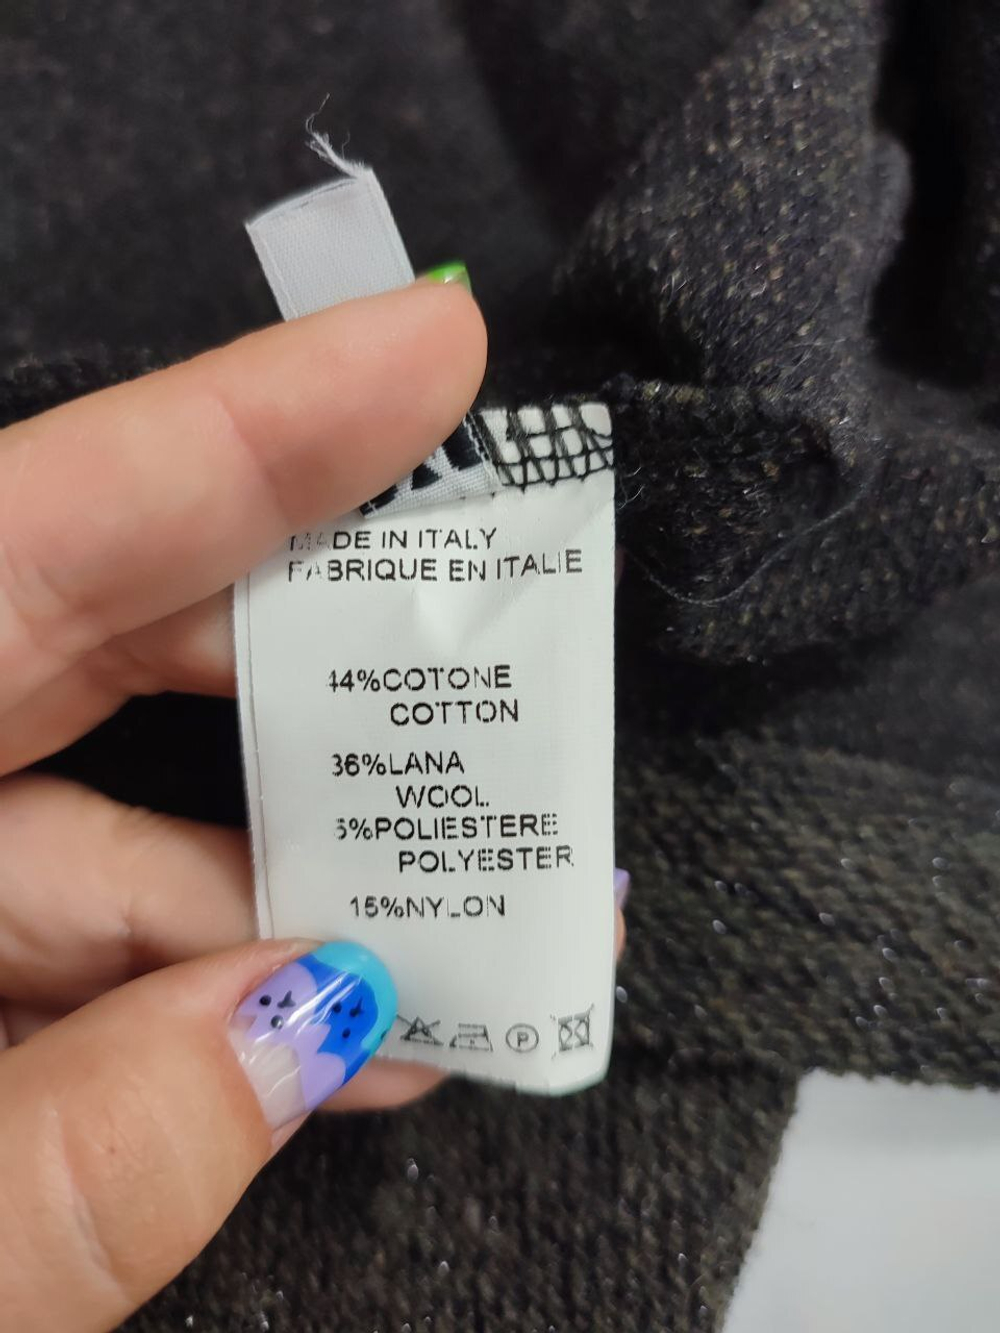 MADE IN ITALY
FABRIQUE EN ITALIE
44%COTONE
COTTON
36%LANA
WOOL
5%POLIESTERE
POLYESTER
15%NYLON
P